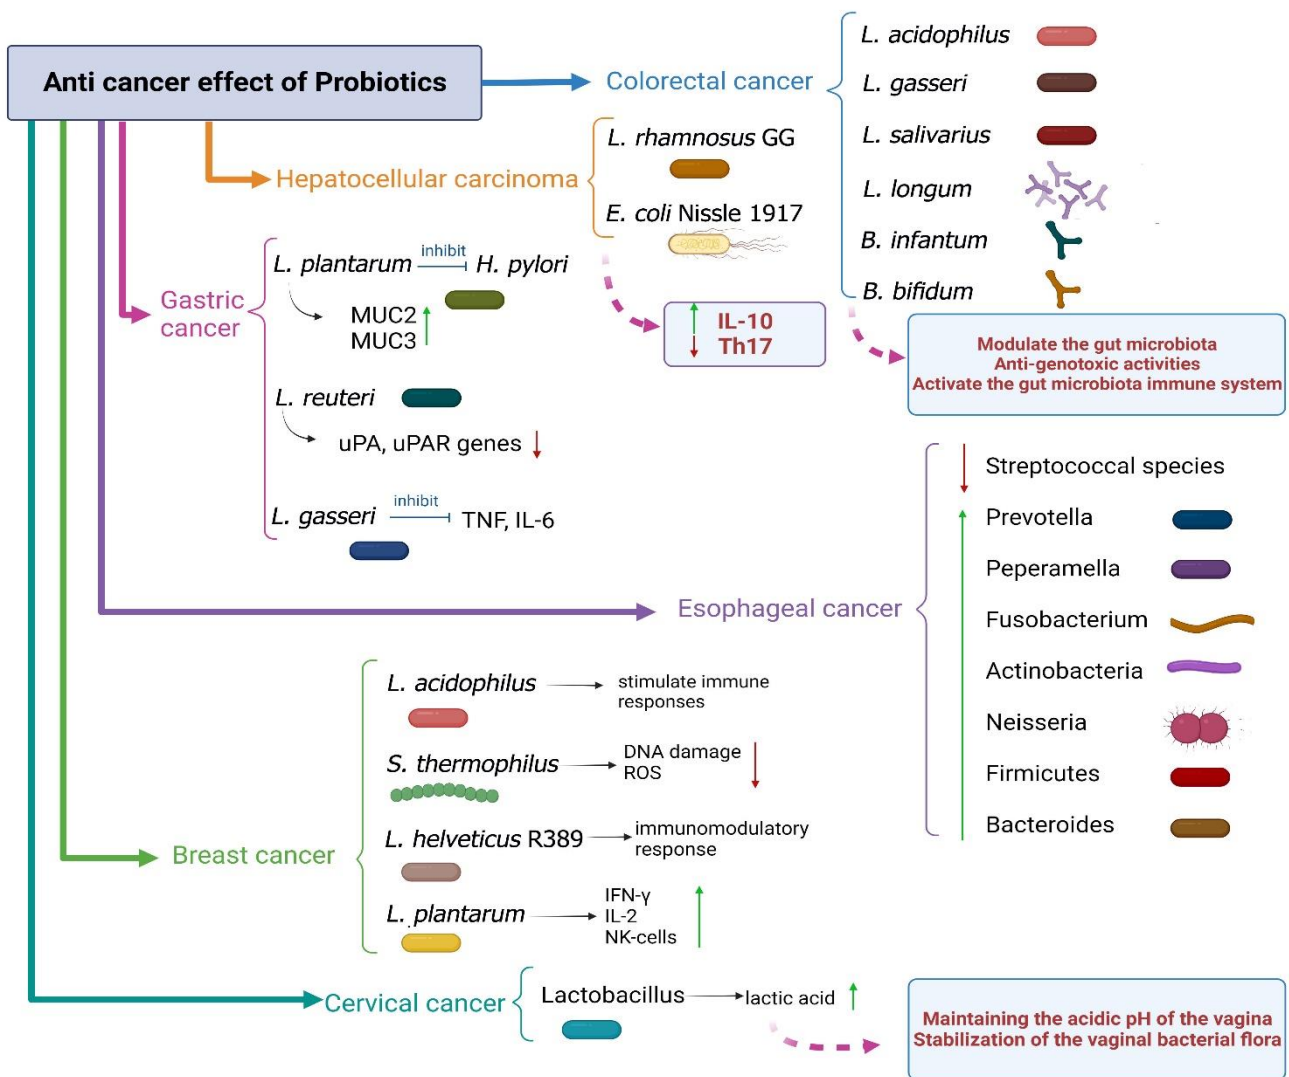 Anti cancer effect of Probiotics
Colorectal cancer
L. acidophilus
L. gasseri
L. salivarius
L. longum
B. infantum
B. bifidum
Modulate the gut microbiota
Anti-genotoxic activities
Activate the gut microbiota immune system
Hepatocellular carcinoma
L. rhamnosus GG
E. coli Nissle 1917
IL-10
Th17
Gastric
cancer
L. plantarum
inhibit
H. pylori
MUC2
MUC3
L. reuteri
uPA, uPAR genes
L. gasseri
inhibit
TNF, IL-6
Esophageal cancer
Streptococcal species
Prevotella
Peperamella
Fusobacterium
Actinobacteria
Neisseria
Firmicutes
Bacteroides
Breast cancer
L. acidophilus
stimulate immune
responses
S. thermophilus
DNA damage
ROS
L. helveticus R389
immunomodulatory
response
L. plantarum
IFN-γ
IL-2
NK-cells
Cervical cancer
Lactobacillus
lactic acid
Maintaining the acidic pH of the vagina
Stabilization of the vaginal bacterial flora